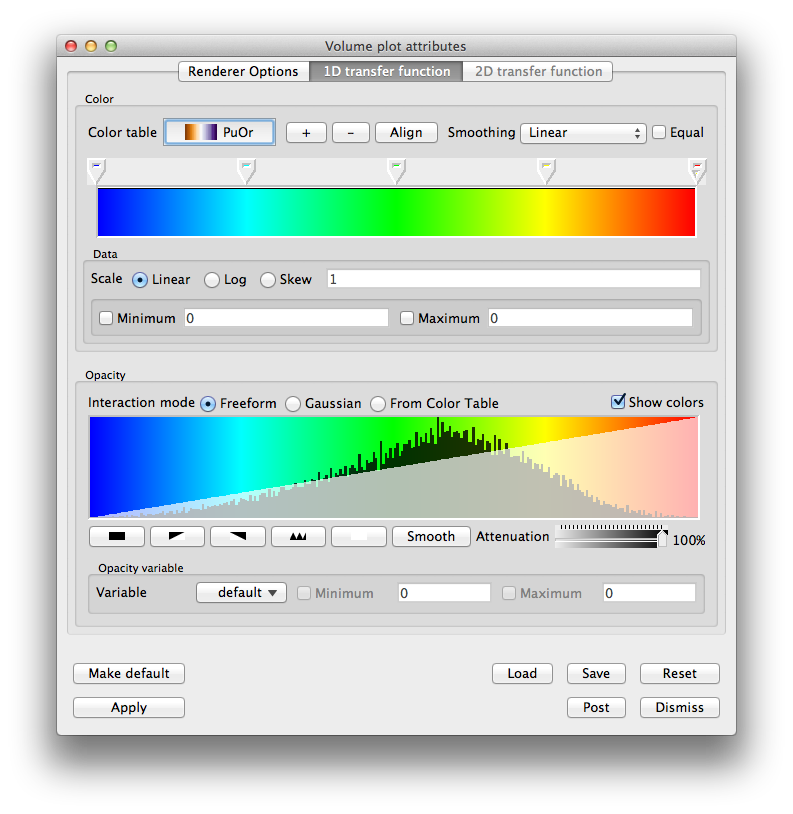 Volume plot attributes
Renderer Options 1D transfer function 2D transfer function
Color
Color table PuOr + - Align Smoothing Linear Equal
Data
Scale Linear Log Skew 1
Minimum 0 Maximum 0
Opacity
Interaction mode Freeform Gaussian From Color Table Show colors
Smooth Attenuation 100%
Opacity variable
Variable default Minimum 0 Maximum 0
Make default Load Save Reset
Apply Post Dismiss